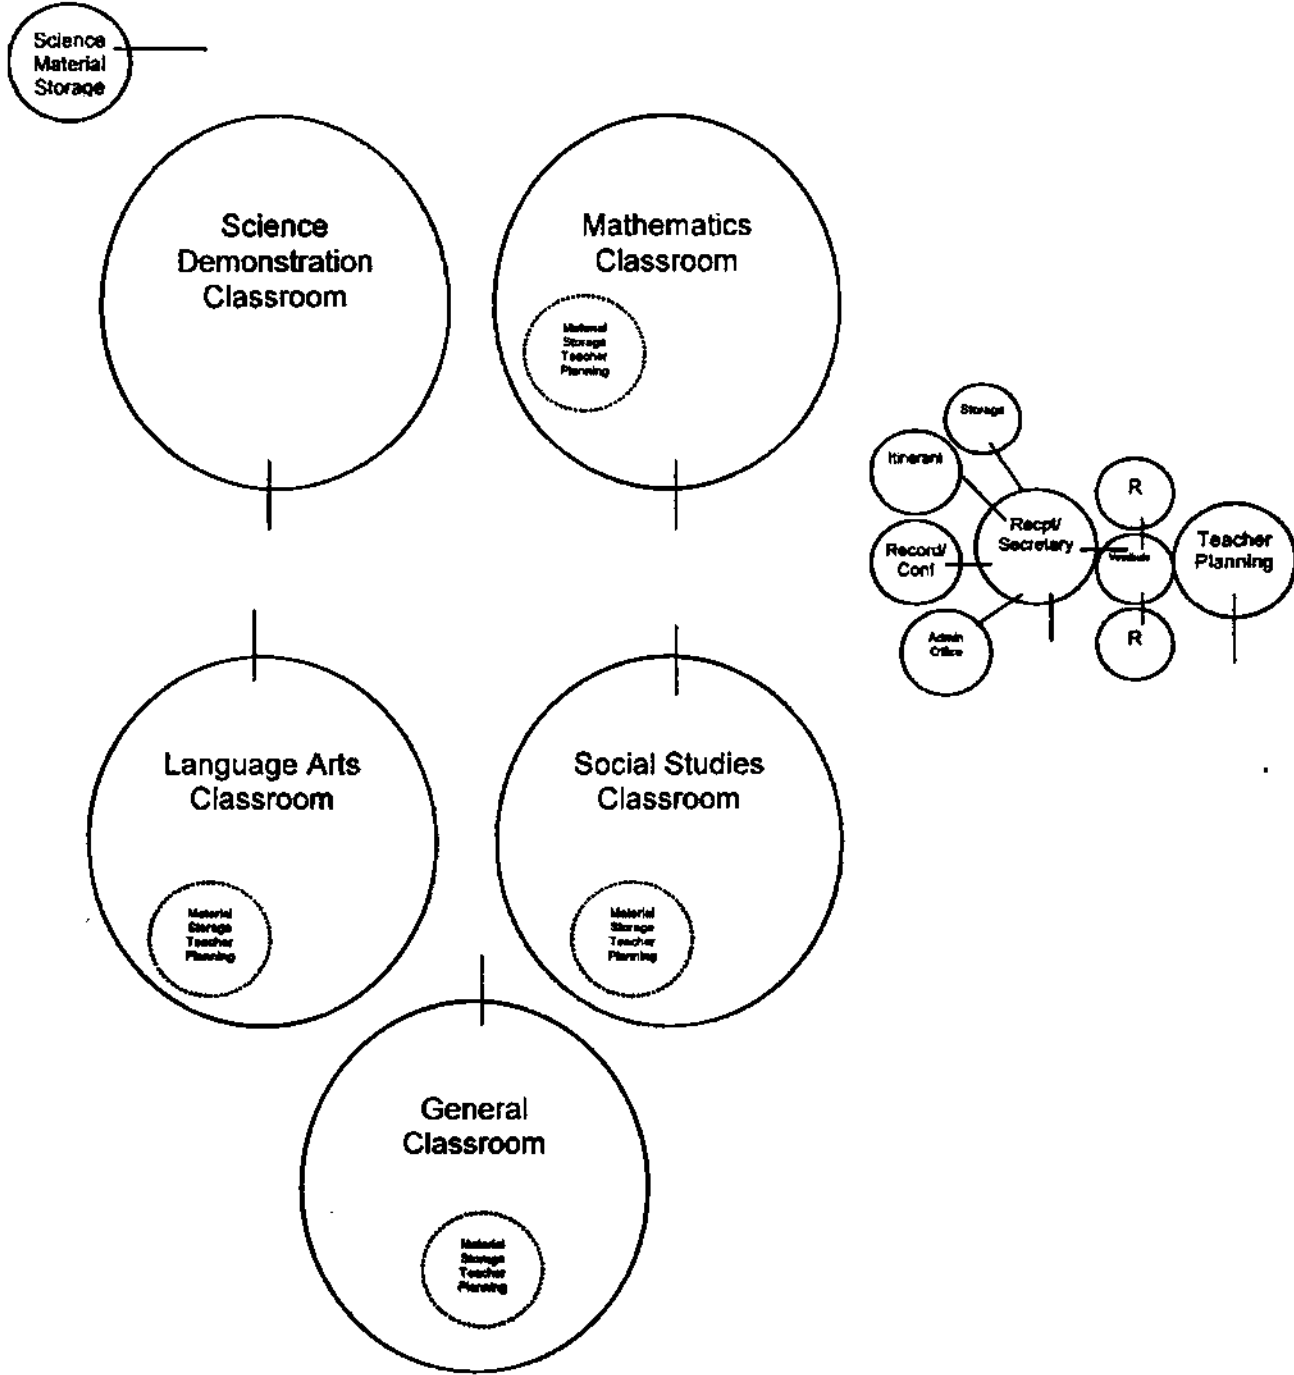 Science
Material
Storage
Science
Demonstration
Classroom
Mathematics
Classroom
Material
Storage
Teacher
Planning
Storage
Itinerant
Record/
Conf
Recpt/
Secretary
Admin
Office
R
Vestibule
R
Teacher
Planning
Language Arts
Classroom
Material
Storage
Teacher
Planning
Social Studies
Classroom
Material
Storage
Teacher
Planning
General
Classroom
Material
Storage
Teacher
Planning